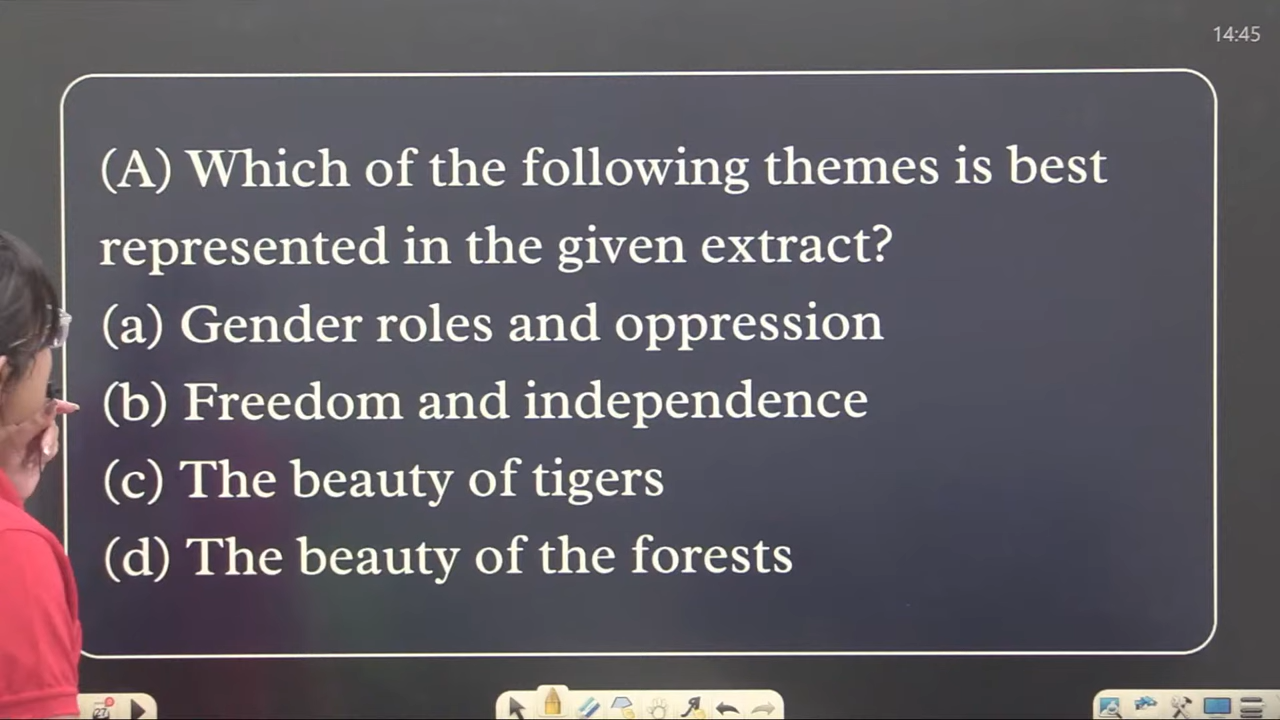 14:45
(A) Which of the following themes is best
represented in the given extract?
(a) Gender roles and oppression
(b) Freedom and independence
(c) The beauty of tigers
(d) The beauty of the forests
27